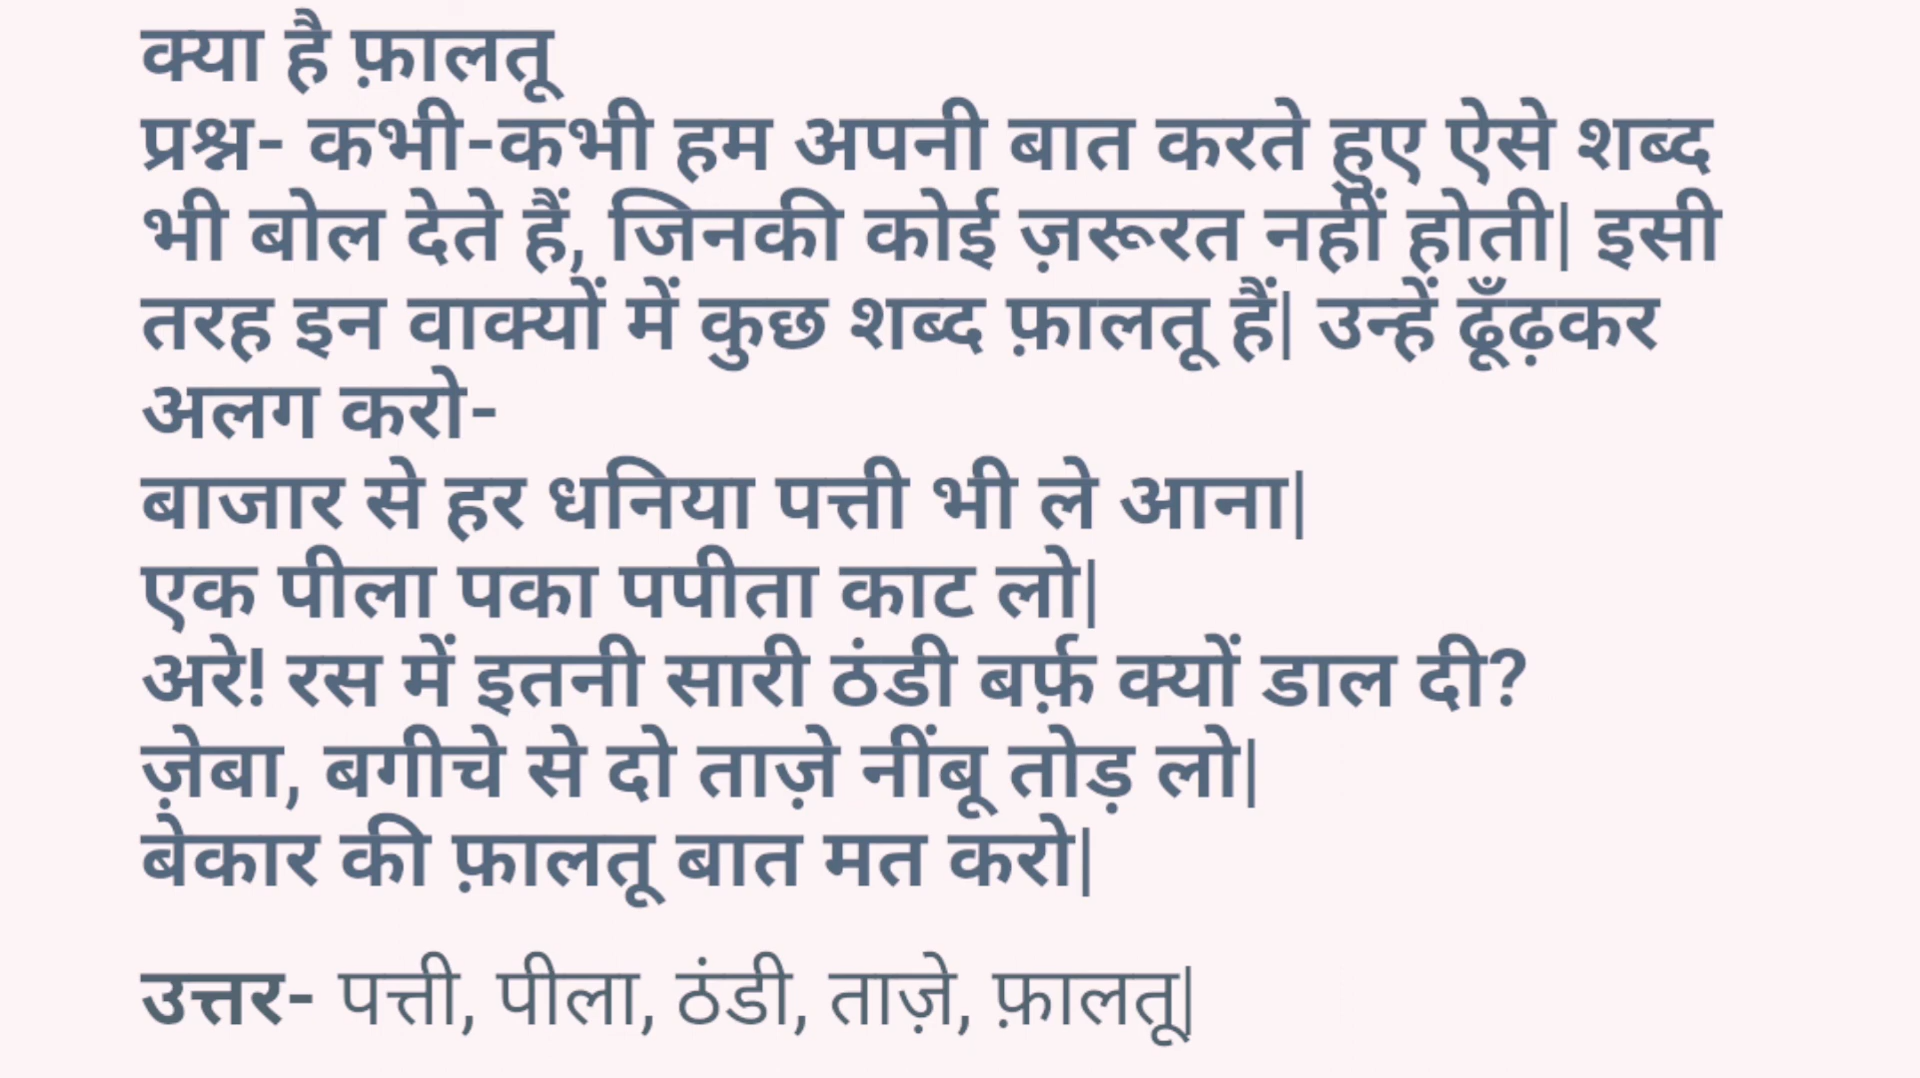 क्या है फ़ालतू
प्रश्न- कभी-कभी हम अपनी बात करते हुए ऐसे शब्द
भी बोल देते हैं, जिनकी कोई ज़रूरत नहीं होती| इसी
तरह इन वाक्यों में कुछ शब्द फ़ालतू हैं| उन्हें ढूँढ़कर
अलग करो-
बाजार से हर धनिया पत्ती भी ले आना|
एक पीला पका पपीता काट लो|
अरे! रस में इतनी सारी ठंडी बर्फ़ क्यों डाल दी?
ज़ेबा, बगीचे से दो ताज़े नींबू तोड़ लो|
बेकार की फ़ालतू बात मत करो|
उत्तर- पत्ती, पीला, ठंडी, ताज़े, फ़ालतू|